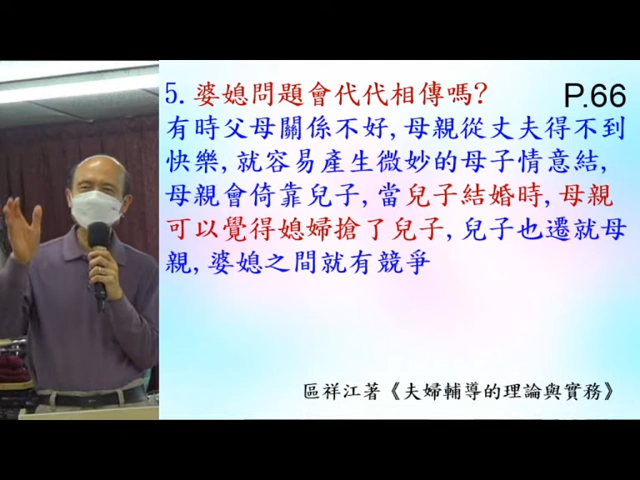 5. 婆媳問題會代代相傳嗎?
P.66
有時父母關係不好, 母親從丈夫得不到
快樂, 就容易產生微妙的母子情意結,
母親會倚靠兒子, 當兒子結婚時, 母親
可以覺得媳婦搶了兒子, 兒子也遷就母
親, 婆媳之間就有競爭
區祥江著《夫婦輔導的理論與實務》